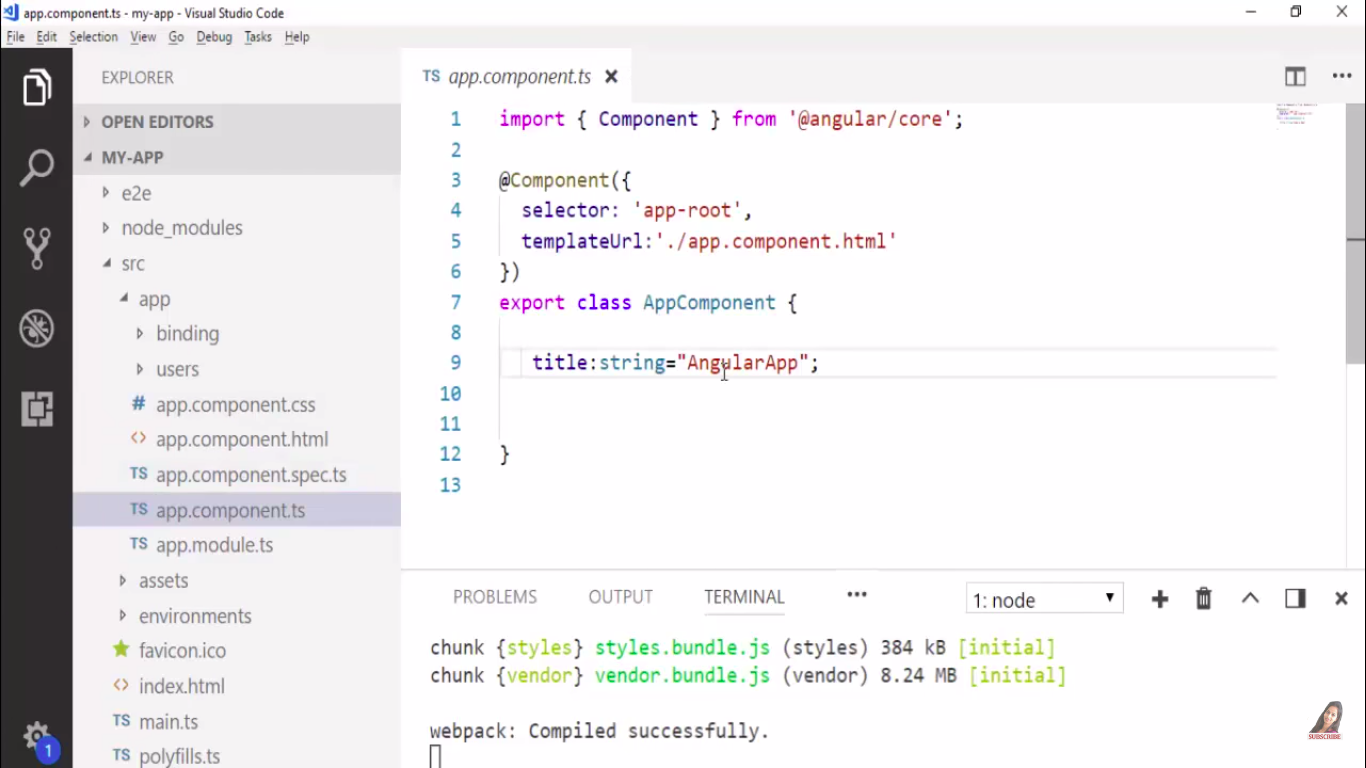 app.component.ts - my-app - Visual Studio Code
File Edit Selection View Go Debug Tasks Help
EXPLORER
OPEN EDITORS
MY-APP
e2e
node_modules
src
app
binding
users
# app.component.css
<> app.component.html
TS app.component.spec.ts
TS app.component.ts
TS app.module.ts
assets
environments
favicon.ico
<> index.html
TS main.ts
TS polyfills.ts
1
TS app.component.ts
1 import { Component } from '@angular/core';
2
3 @Component({
4 selector: 'app-root',
5 templateUrl:'./app.component.html'
6 })
7 export class AppComponent {
8
9 title:string="AngularApp";
10
11
12 }
13
PROBLEMS OUTPUT TERMINAL ••• 1: node
chunk {styles} styles.bundle.js (styles) 384 kB [initial]
chunk {vendor} vendor.bundle.js (vendor) 8.24 MB [initial]
webpack: Compiled successfully.
SUBSCRIBE